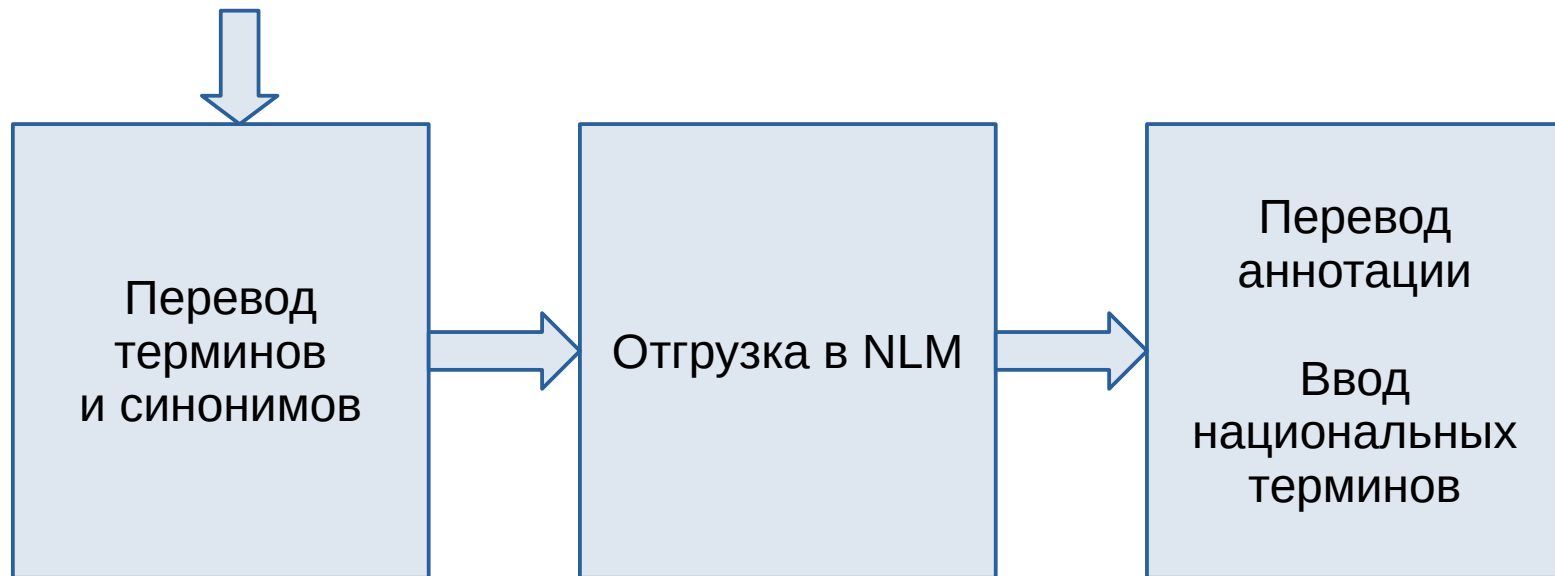 Перевод
терминов
и синонимов
Отгрузка в NLM
Перевод
аннотации
Ввод
национальных
терминов